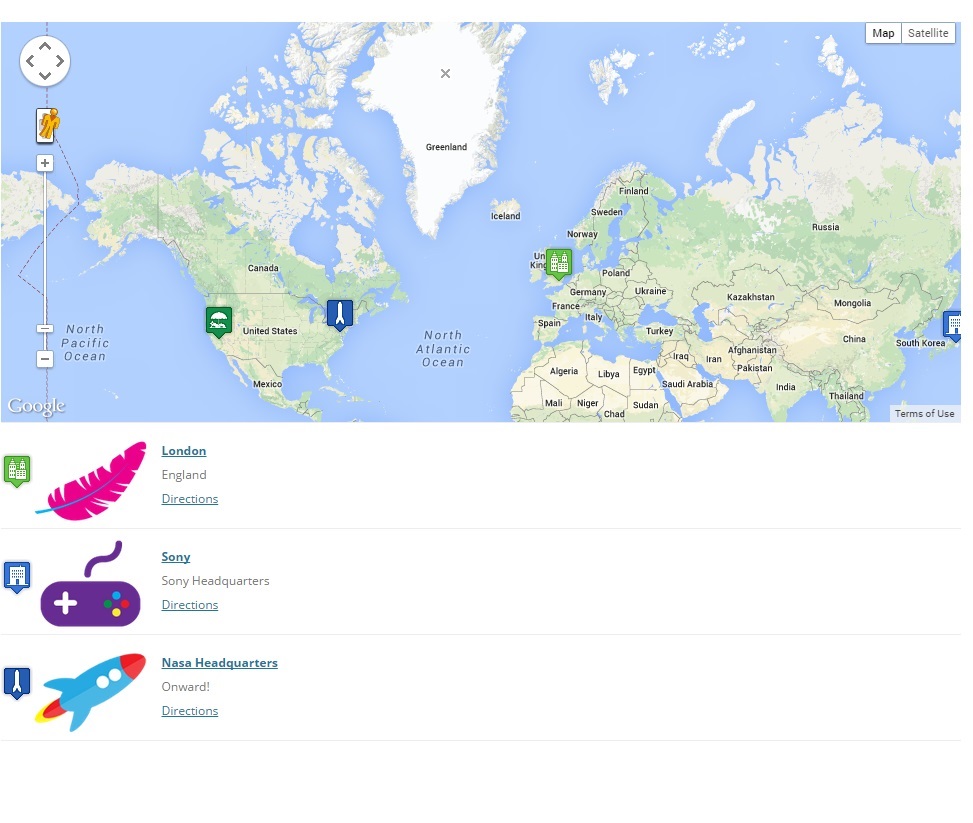 Map Satellite
Greenland
Finland
Iceland
Sweden
Russia
Norway
Un
King
Canada
Poland
Germany
Ukraine
Kazakhstan
Mongolia
France
Italy
Spain
United States
North
Pacific
Ocean
North
Atlantic
Ocean
Turkey
China
South Korea
Iraq
Iran
Afghanistan
Pakistan
Algeria
Libya
Egypt
Saudi Arabia
India
Mexico
Thailand
Mali
Niger
Sudan
Chad
Google
Terms of Use
London
England
Directions
Sony
Sony Headquarters
Directions
Nasa Headquarters
Onward!
Directions